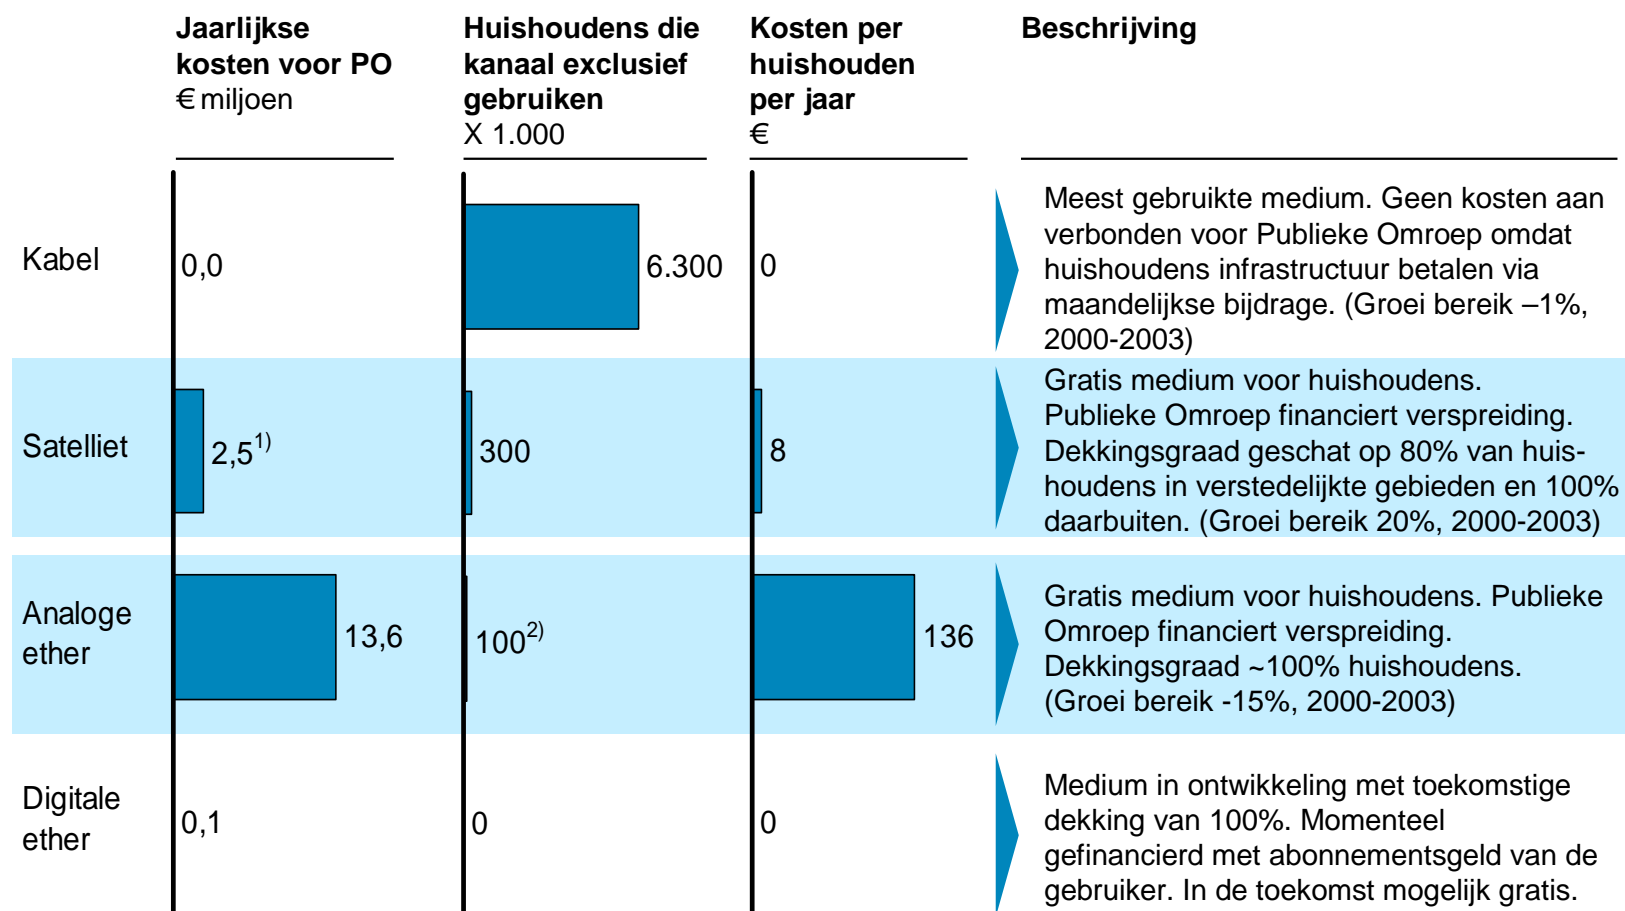 Jaarlijkse
kosten voor PO
€ miljoen
Huishoudens die
kanaal exclusief
gebruiken
X 1.000
Kosten per
huishouden
per jaar
€
Beschrijving
Kabel
0,0
6.300
0
Meest gebruikte medium. Geen kosten aan
verbonden voor Publieke Omroep omdat
huishoudens infrastructuur betalen via
maandelijkse bijdrage. (Groei bereik –1%,
2000-2003)
Satelliet
2,5¹⁾
300
8
Gratis medium voor huishoudens.
Publieke Omroep financiert verspreiding.
Dekkingsgraad geschat op 80% van huis-
houdens in verstedelijkte gebieden en 100%
daarbuiten. (Groei bereik 20%, 2000-2003)
Analoge
ether
13,6
100²⁾
136
Gratis medium voor huishoudens. Publieke
Omroep financiert verspreiding.
Dekkingsgraad ~100% huishoudens.
(Groei bereik -15%, 2000-2003)
Digitale
ether
0,1
0
0
Medium in ontwikkeling met toekomstige
dekking van 100%. Momenteel
gefinancierd met abonnementsgeld van de
gebruiker. In de toekomst mogelijk gratis.